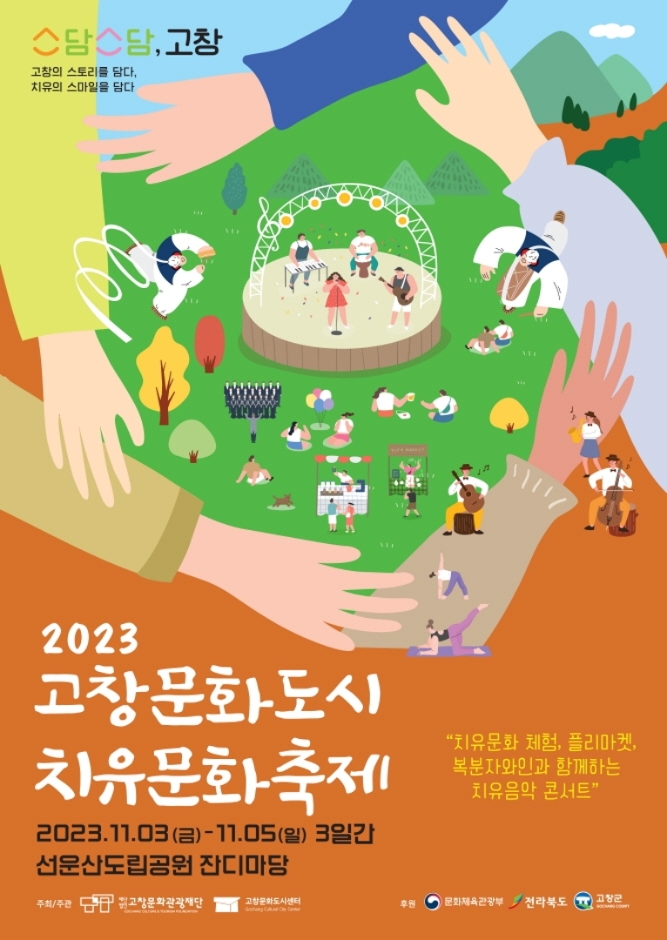 스담스담, 고창
고창의 스토리를 담다,
치유의 스마일을 담다
2023
고창문화도시
치유문화축제
"치유문화 체험, 플리마켓,
복분자와인과 함께하는
치유음악 콘서트"
2023.11.03(금)-11.05(일) 3일간
선운산도립공원 잔디마당
주최/주관 재단법인 고창문화관광재단 고창문화도시센터
후원 문화체육관광부 전라북도 고창군